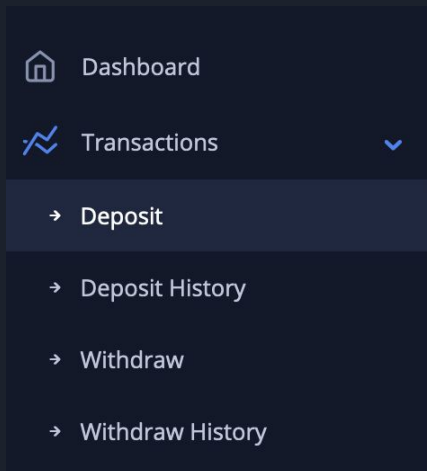 Dashboard
Transactions
Deposit
Deposit History
Withdraw
Withdraw History